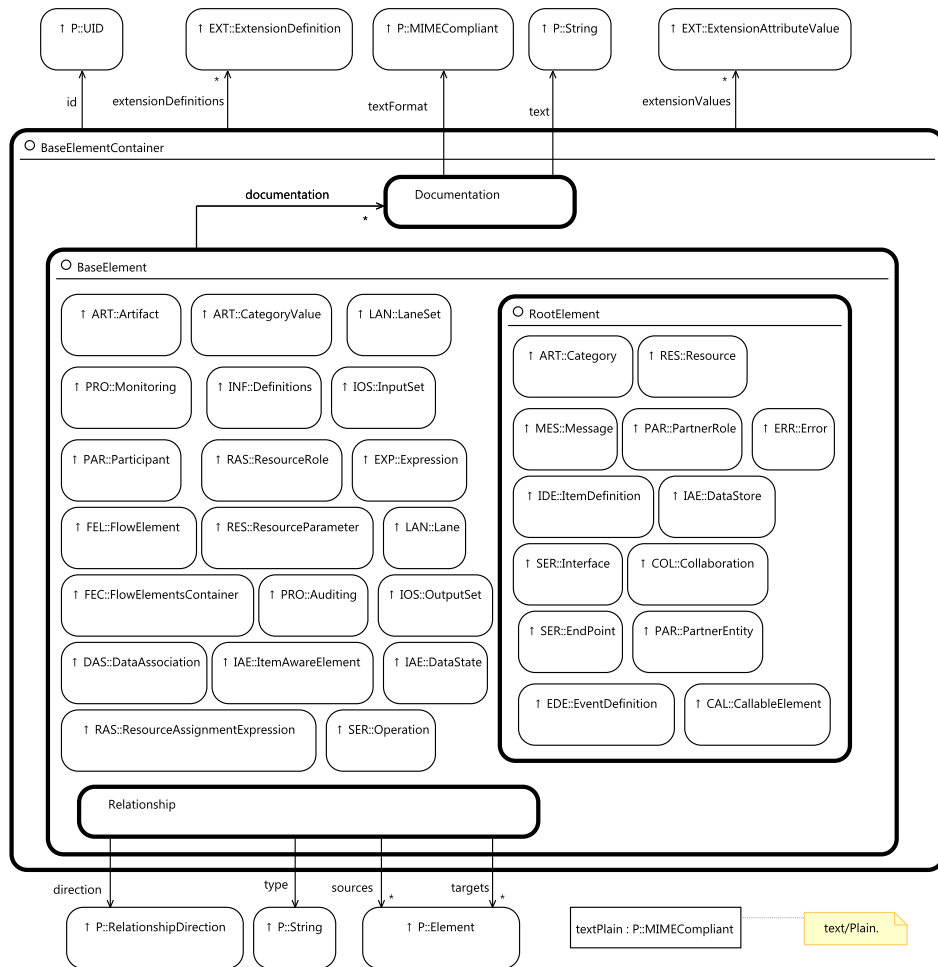 ↑ P::UID
↑ EXT::ExtensionDefinition
↑ P::MIMECompliant
↑ P::String
↑ EXT::ExtensionAttributeValue
*
*
id
extensionDefinitions
textFormat
text
extensionValues
BaseElementContainer
documentation
*
Documentation
BaseElement
↑ ART::Artifact
↑ ART::CategoryValue
↑ LAN::LaneSet
↑ PRO::Monitoring
↑ INF::Definitions
↑ IOS::InputSet
↑ PAR::Participant
↑ RAS::ResourceRole
↑ EXP::Expression
↑ FEL::FlowElement
↑ RES::ResourceParameter
↑ LAN::Lane
↑ FEC::FlowElementsContainer
↑ PRO::Auditing
↑ IOS::OutputSet
↑ DAS::DataAssociation
↑ IAE::ItemAwareElement
↑ IAE::DataState
↑ RAS::ResourceAssignmentExpression
↑ SER::Operation
RootElement
↑ ART::Category
↑ RES::Resource
↑ MES::Message
↑ PAR::PartnerRole
↑ ERR::Error
↑ IDE::ItemDefinition
↑ IAE::DataStore
↑ SER::Interface
↑ COL::Collaboration
↑ SER::EndPoint
↑ PAR::PartnerEntity
↑ EDE::EventDefinition
↑ CAL::CallableElement
Relationship
direction
type
sources
*
targets
*
↑ P::RelationshipDirection
↑ P::String
↑ P::Element
textPlain : P::MIMECompliant
text/Plain.